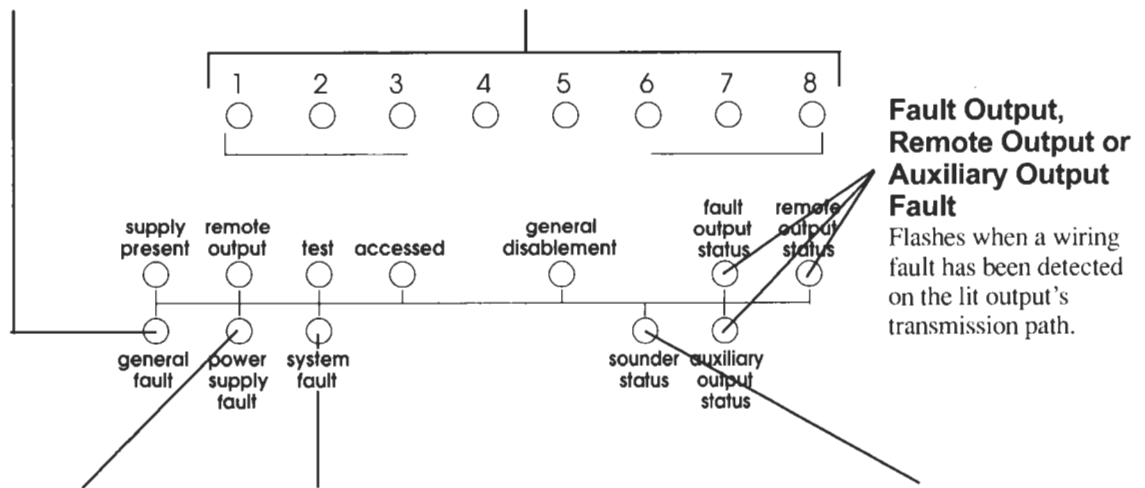 1 2 3 4 5 6 7 8
Fault Output,
Remote Output or
Auxiliary Output
Fault
Flashes when a wiring
fault has been detected
on the lit output's
transmission path.
supply
present
remote
output
test
accessed
general
disablement
fault
output
status
remote
output
status
general
fault
power
supply
fault
system
fault
sounder
status
auxiliary
output
status